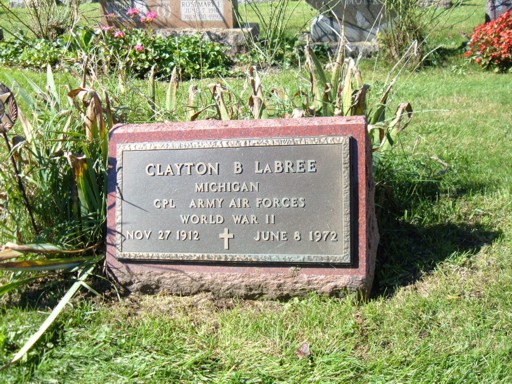 CLAYTON B LABREE
MICHIGAN
CPL ARMY AIR FORCES
WORLD WAR II
NOV 27 1912 JUNE 8 1972